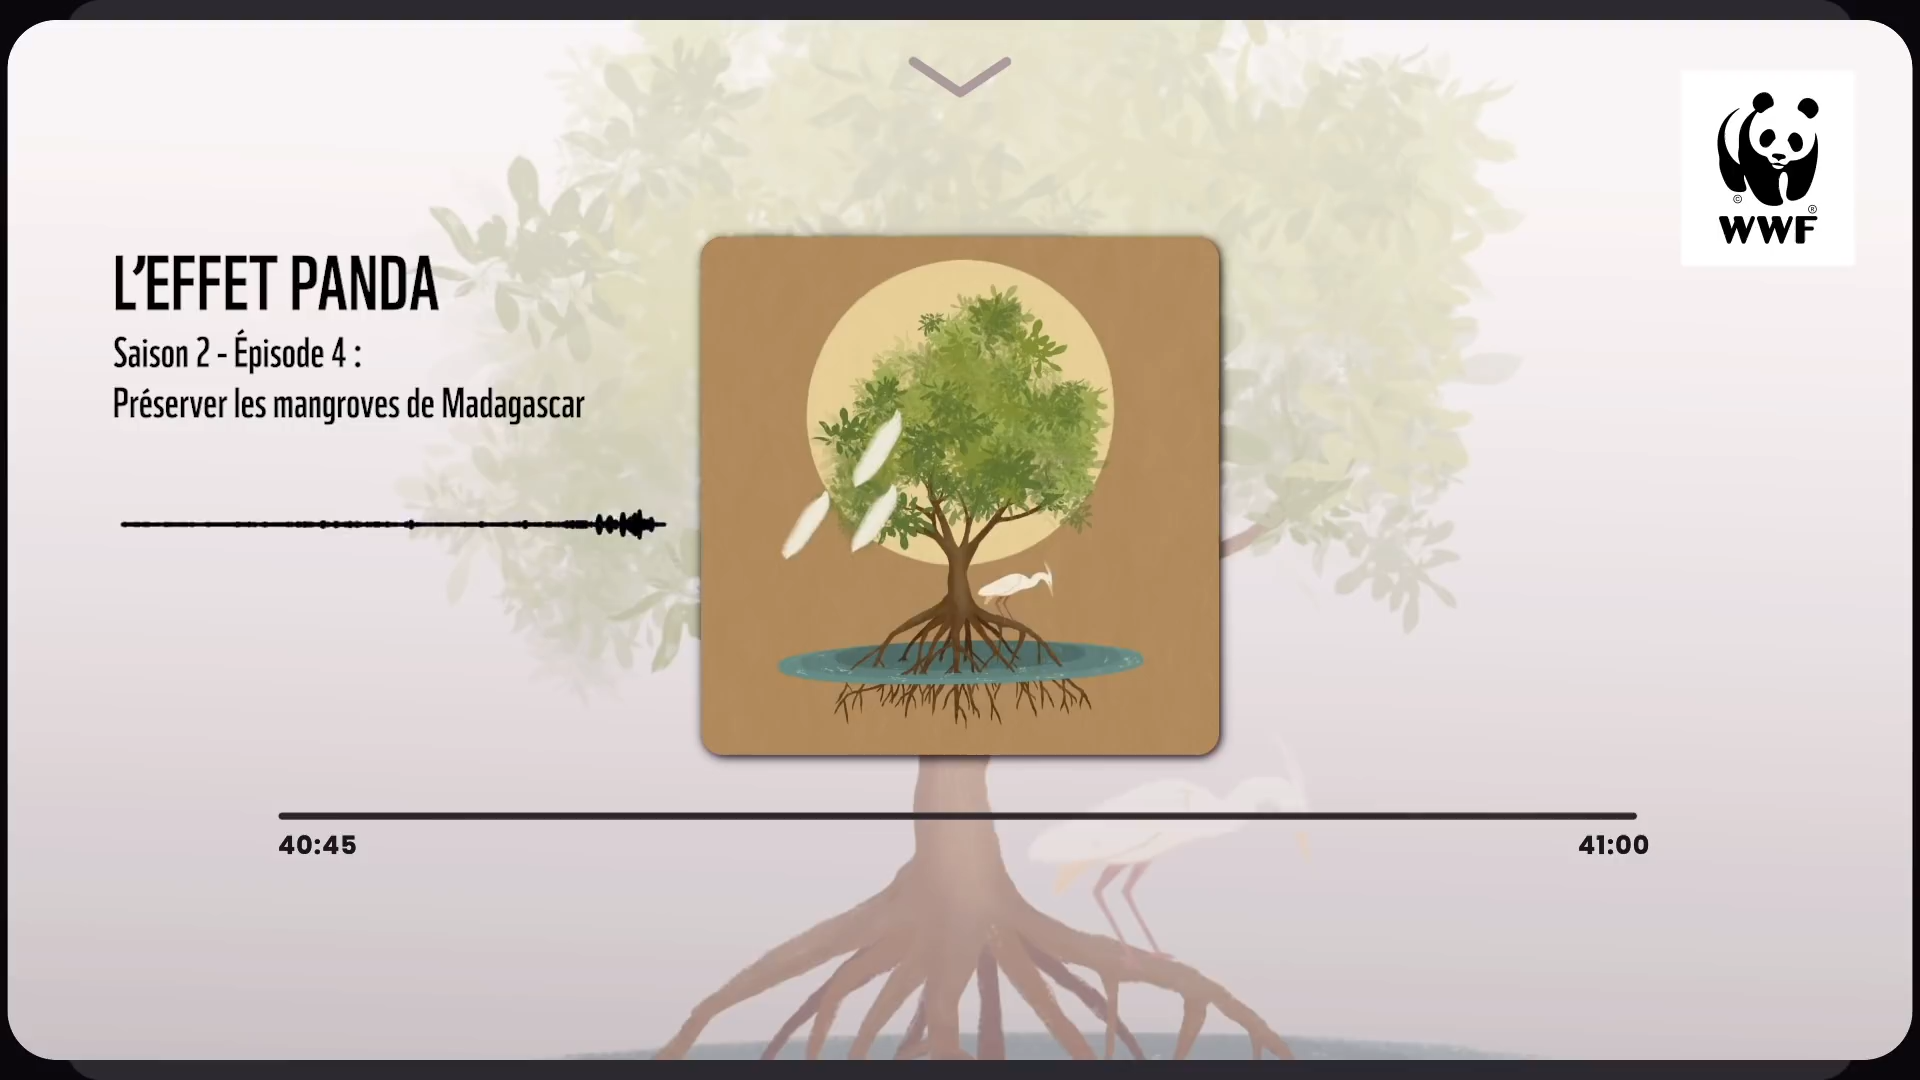 L’EFFET PANDA
Saison 2 - Épisode 4 :
Préserver les mangroves de Madagascar
©
®
WWF
40:45
41:00